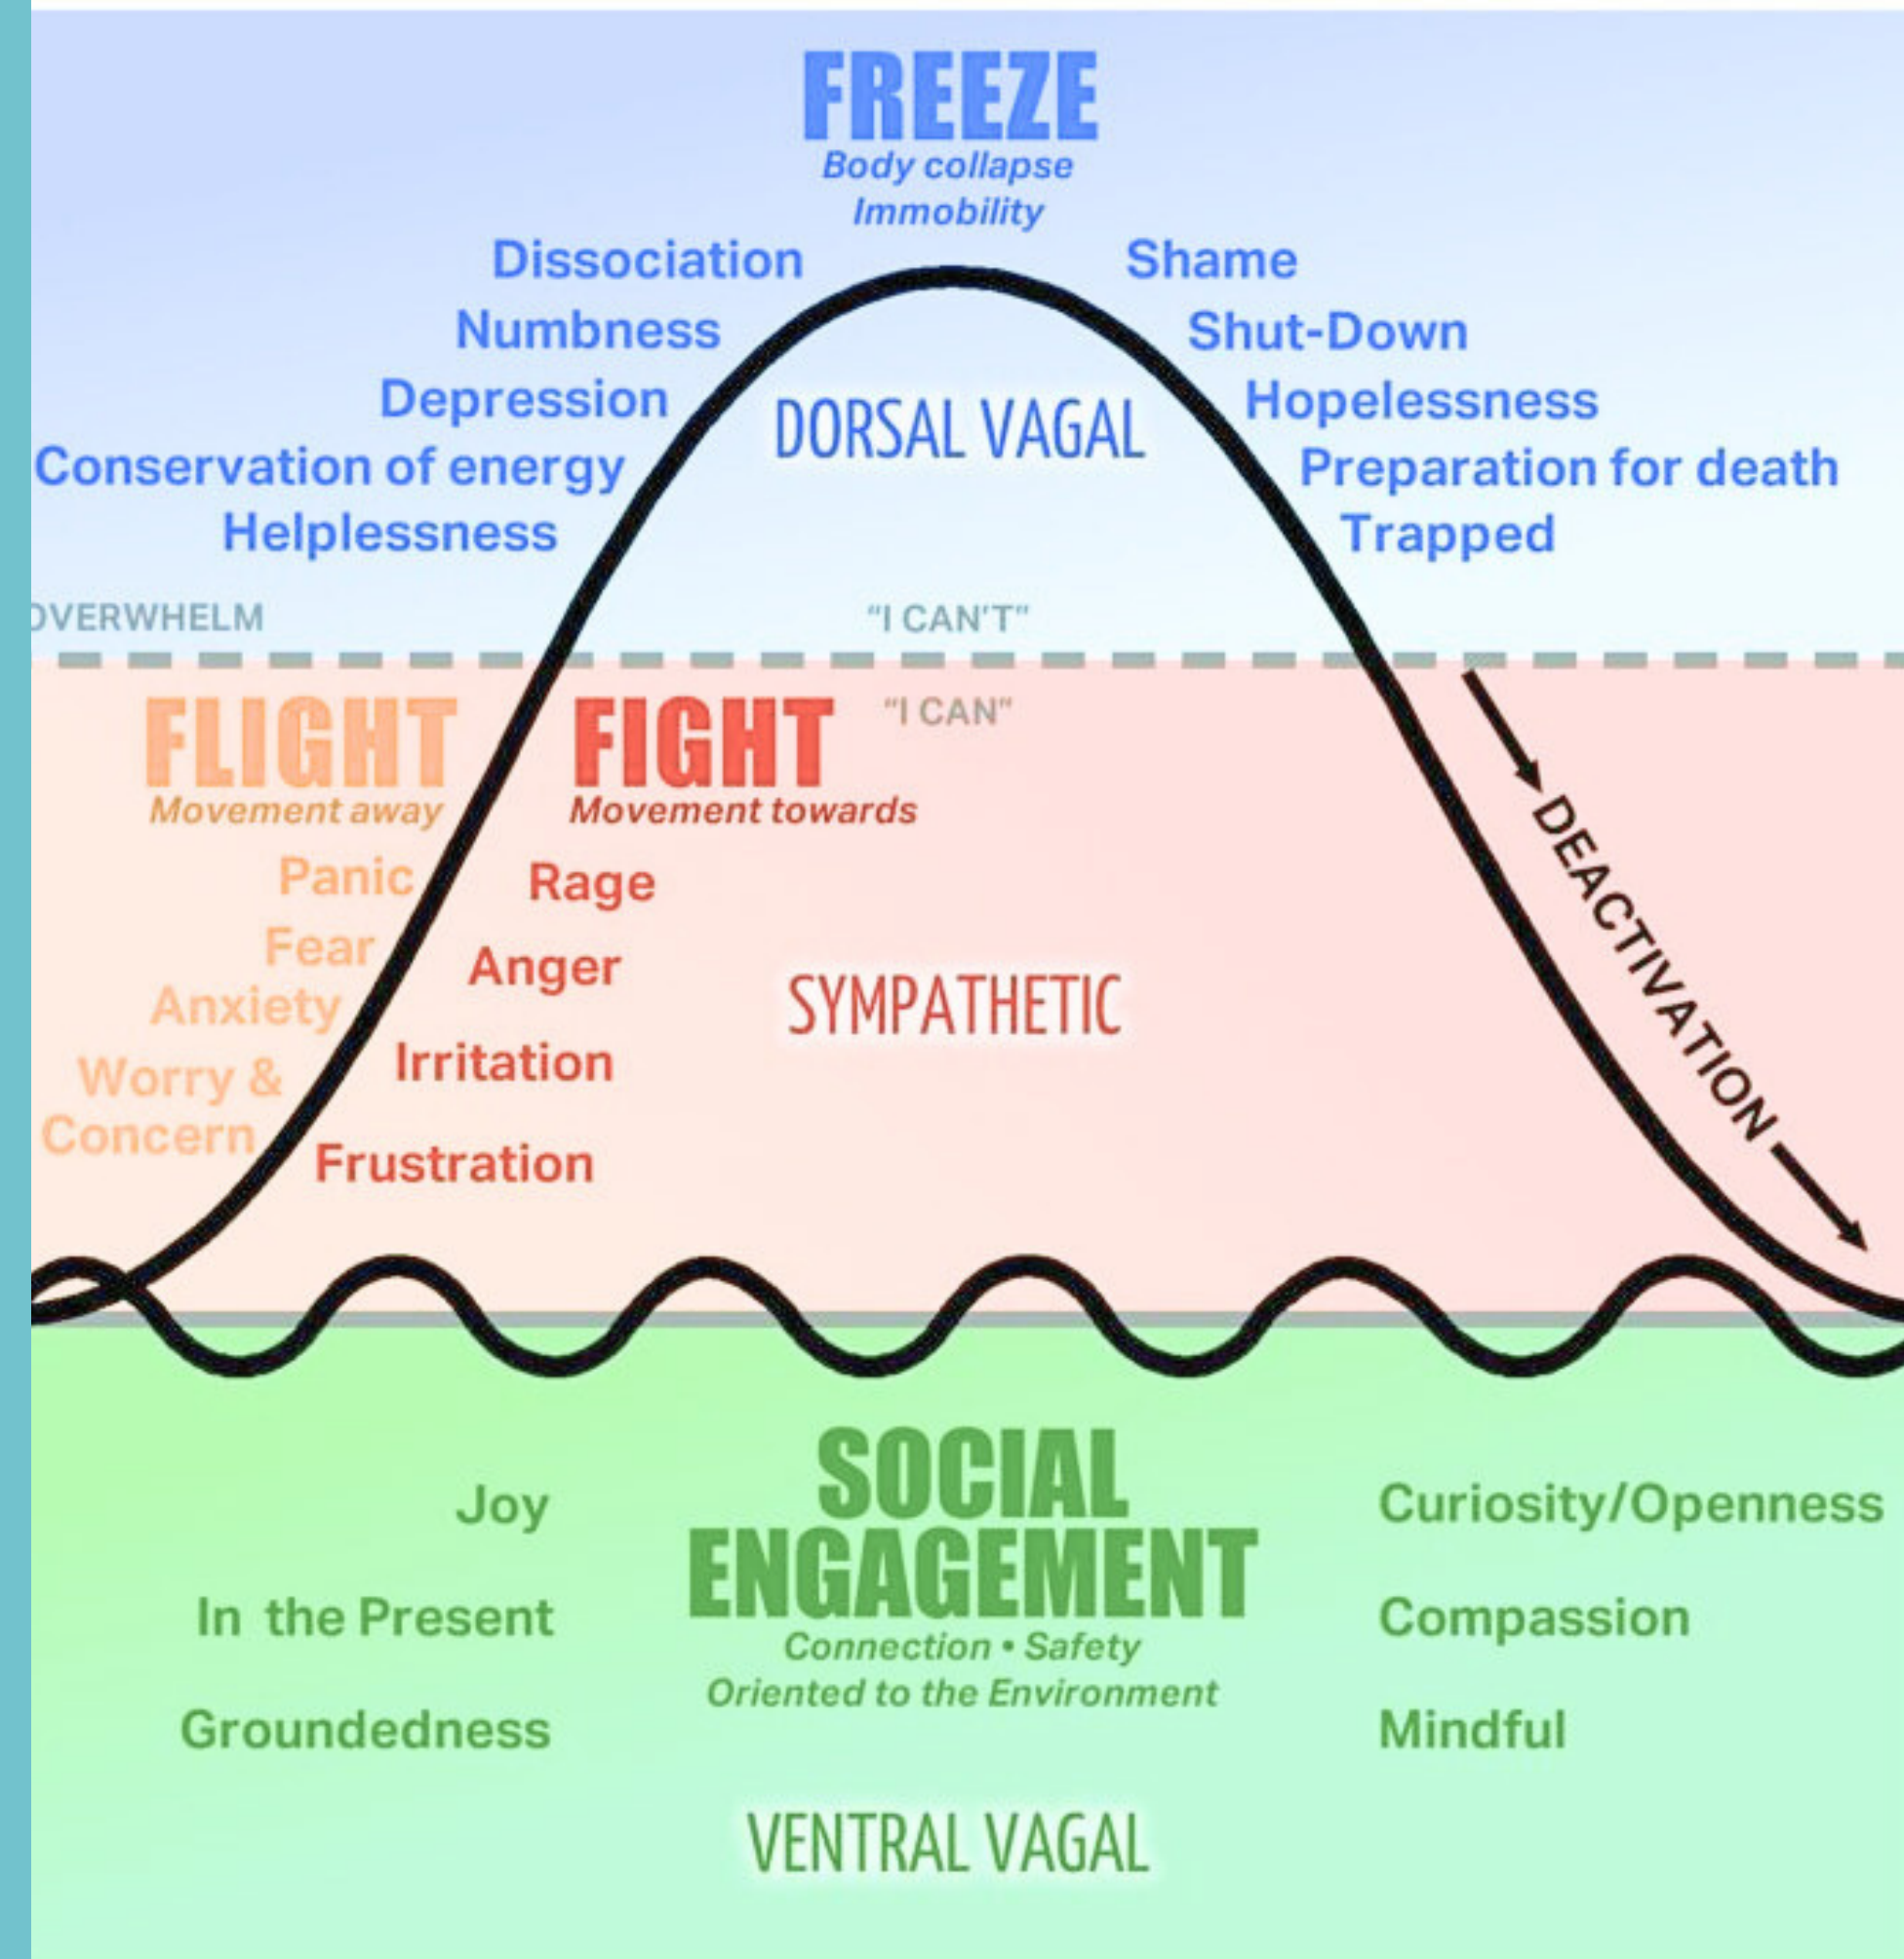 FREEZE
Body collapse
Immobility
Dissociation
Numbness
Depression
Conservation of energy
Helplessness
Shame
Shut-Down
Hopelessness
Preparation for death
Trapped
DORSAL VAGAL
OVERWHELM
"I CAN'T"
"I CAN"
FLIGHT
Movement away
Panic
Fear
Anxiety
Worry &
Concern
FIGHT
Movement towards
Rage
Anger
Irritation
Frustration
SYMPATHETIC
DEACTIVATION
SOCIAL
ENGAGEMENT
Connection • Safety
Oriented to the Environment
Joy
In the Present
Groundedness
Curiosity/Openness
Compassion
Mindful
VENTRAL VAGAL